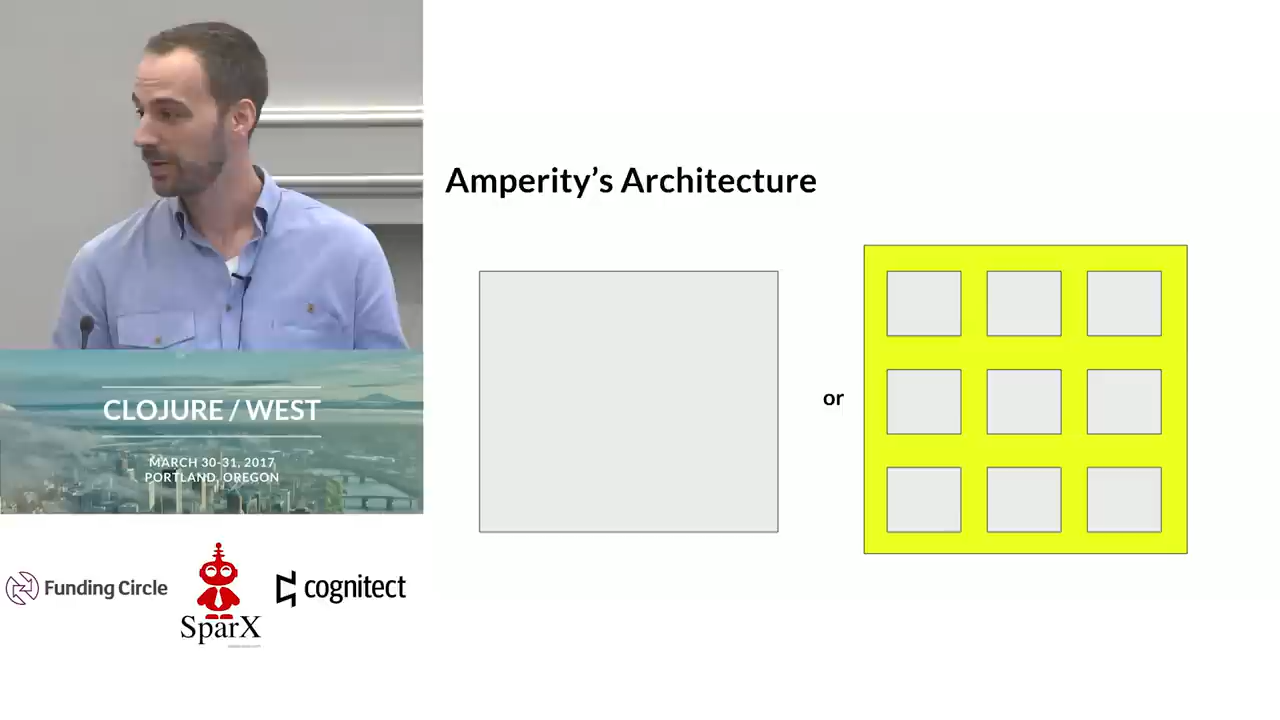 Amperity's Architecture
or
CLOJURE / WEST
MARCH 30-31, 2017
PORTLAND, OREGON
Funding Circle
SparX
cognitect